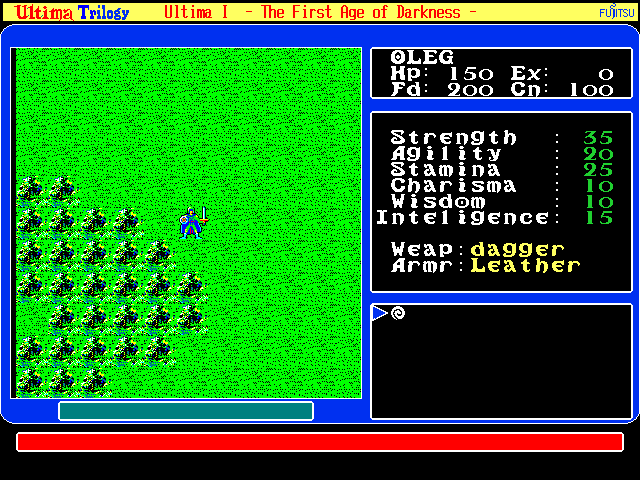 Ultima Trilogy Ultima I - The First Age of Darkness - FUJITSU
OLEG
Hp: 150 Ex: 0
Fd: 200 Cn: 100
Strength : 35
Agility : 20
Stamina : 25
Charisma : 10
Wisdom : 10
Intelligence: 15
Weap:dagger
Armr:Leather